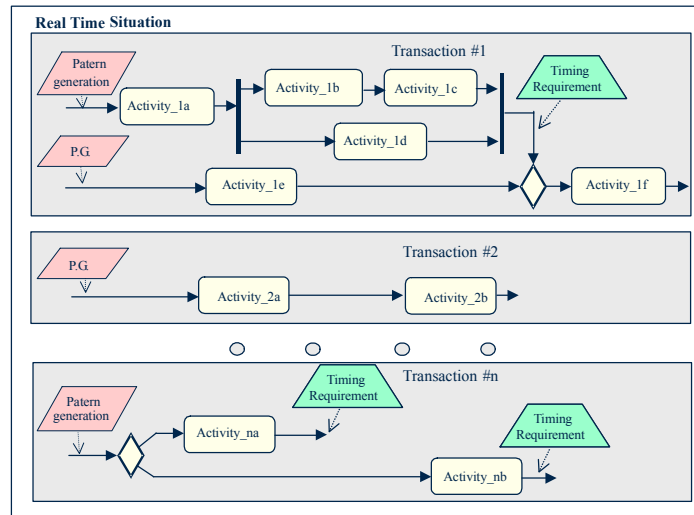 Real Time Situation
Transaction #1
Patern
generation
Timing
Requirement
Activity_1a
Activity_1b
Activity_1c
Activity_1d
P.G.
Activity_1e
Activity_1f
Transaction #2
P.G.
Activity_2a
Activity_2b
Transaction #n
Timing
Requirement
Patern
generation
Activity_na
Timing
Requirement
Activity_nb